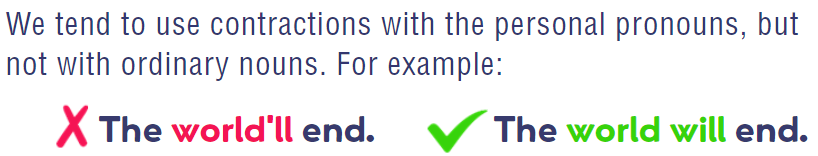 We tend to use contractions with the personal pronouns, but
not with ordinary nouns. For example:
✗ The world'll end. ✓ The world will end.